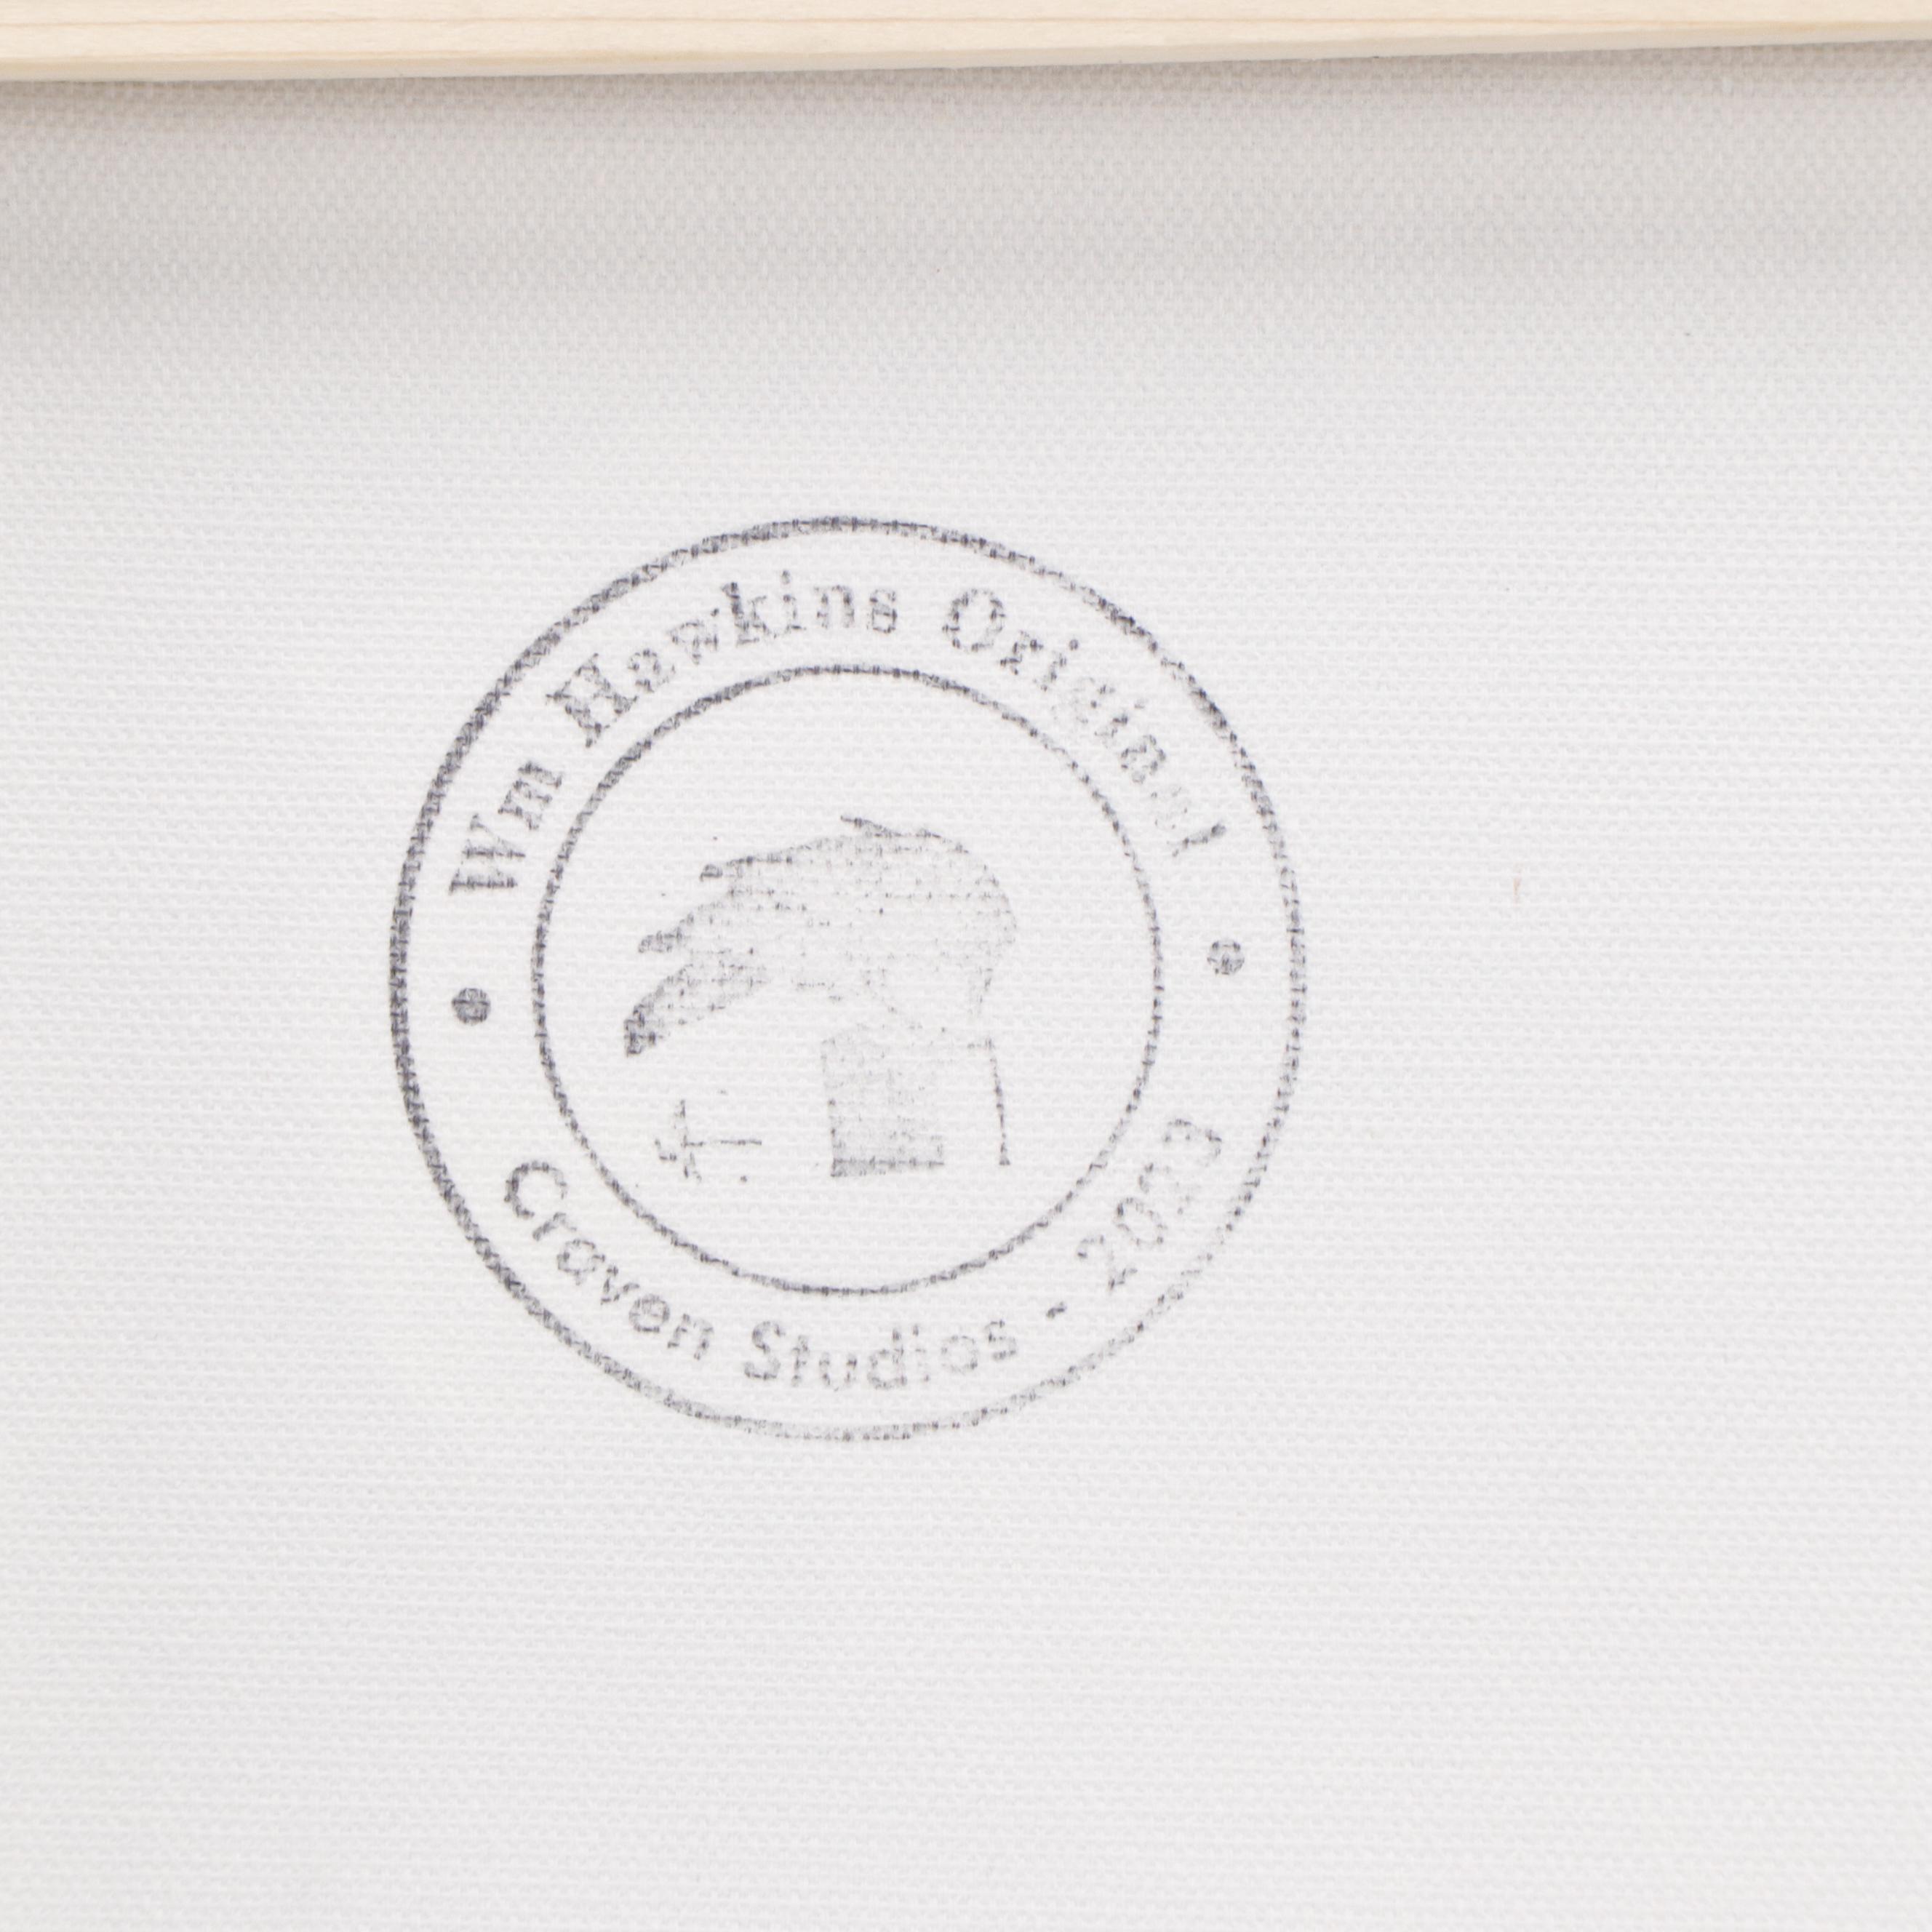 Wm Hawkins Original
Craven Studios - 2023